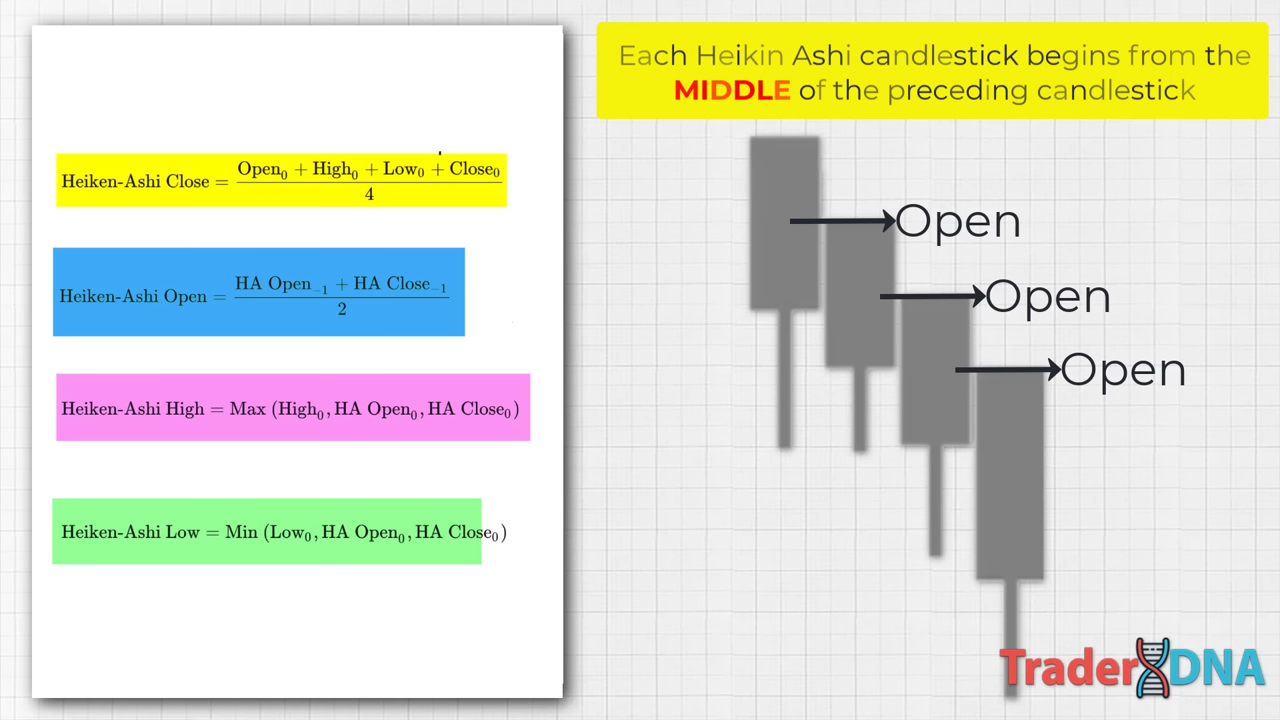 Each Heikin Ashi candlestick begins from the
MIDDLE of the preceding candlestick
Heiken-Ashi Close = (Open₀ + High₀ + Low₀ + Close₀) / 4
Heiken-Ashi Open = (HA Open₋₁ + HA Close₋₁) / 2
Heiken-Ashi High = Max (High₀, HA Open₀, HA Close₀)
Heiken-Ashi Low = Min (Low₀, HA Open₀, HA Close₀)
Open
Open
Open
TraderDNA